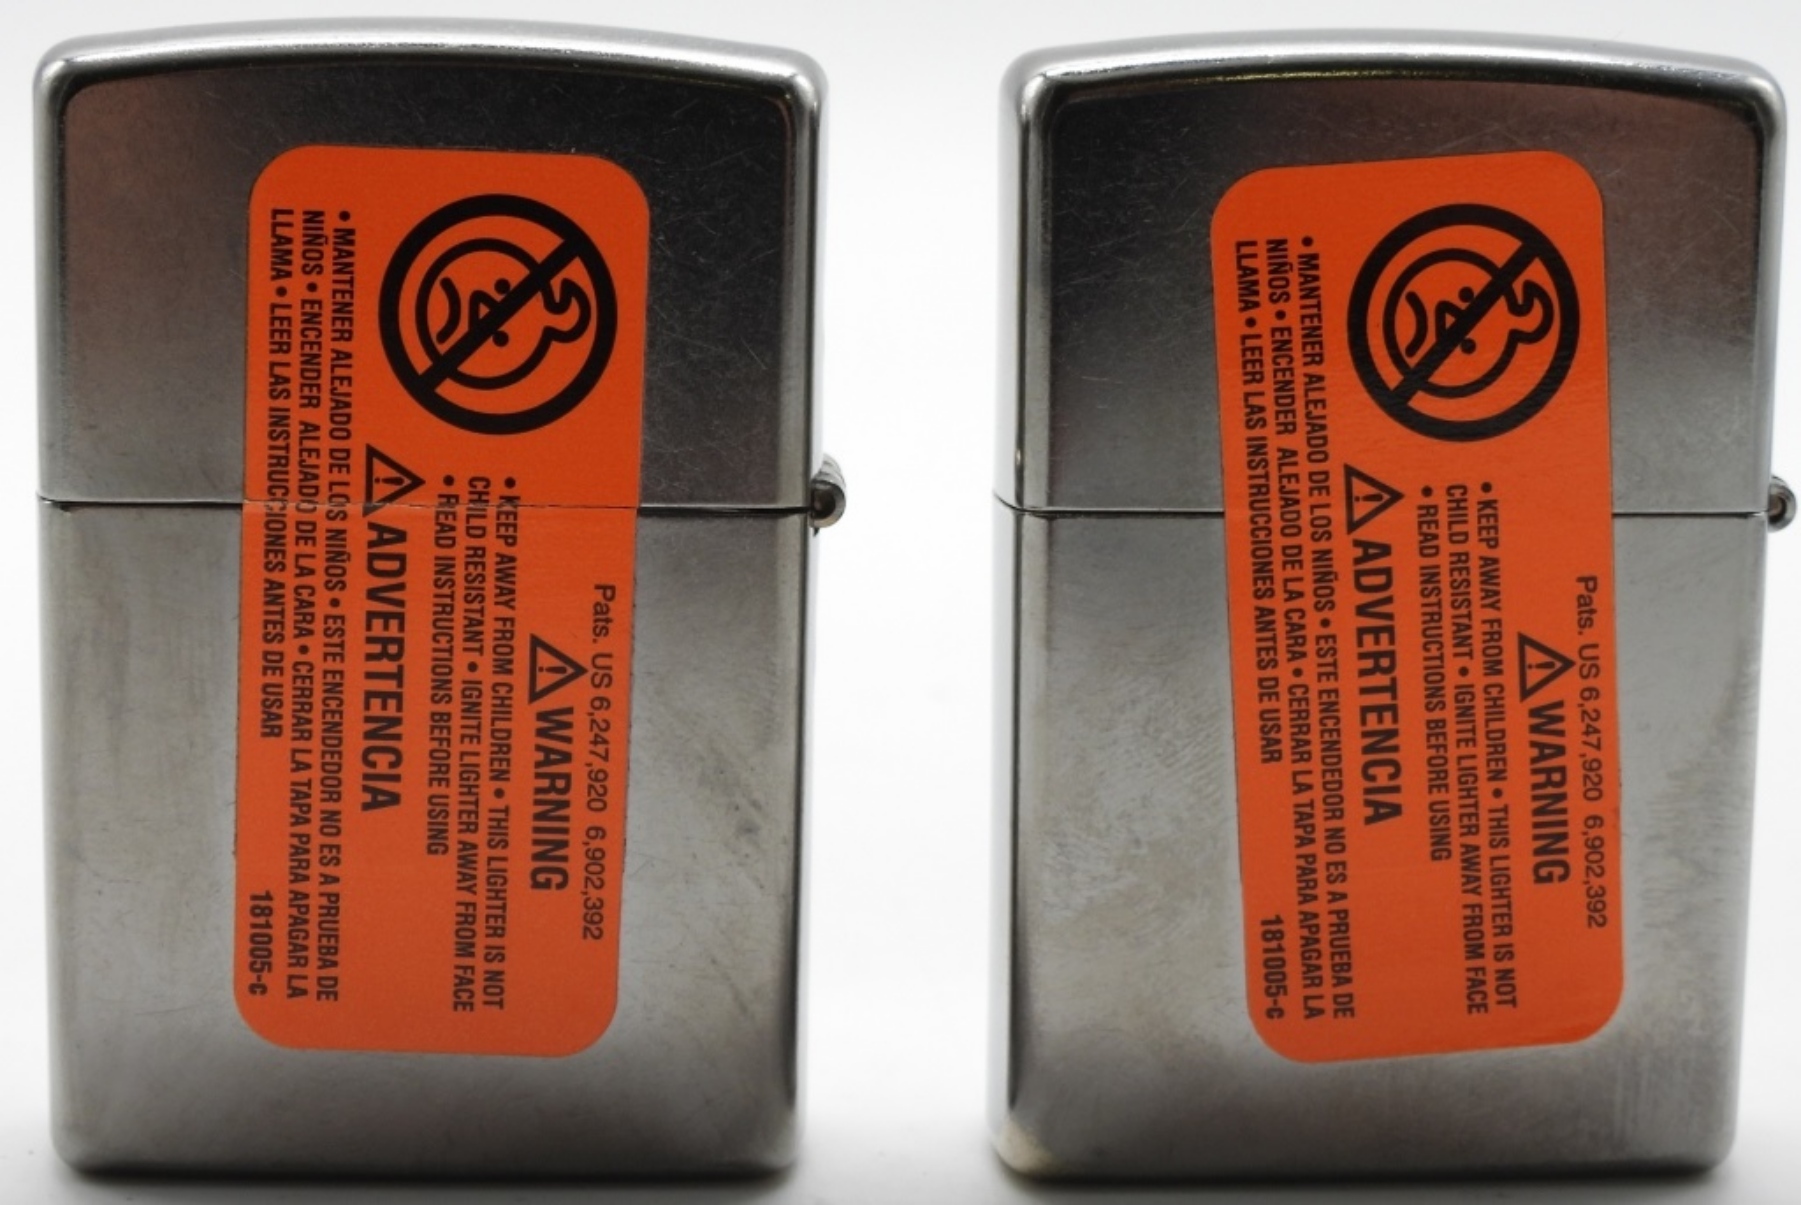 Pats. US 6,247,920 6,902,392
WARNING
• KEEP AWAY FROM CHILDREN • THIS LIGHTER IS NOT
CHILD RESISTANT • IGNITE LIGHTER AWAY FROM FACE
• READ INSTRUCTIONS BEFORE USING
ADVERTENCIA
• MANTENER ALEJADO DE LOS NIÑOS • ESTE ENCENDEDOR NO ES A PRUEBA DE
NIÑOS • ENCENDER ALEJADO DE LA CARA • CERRAR LA TAPA PARA APAGAR LA
LLAMA • LEER LAS INSTRUCCIONES ANTES DE USAR
181005-c
Pats. US 6,247,920 6,902,392
WARNING
• KEEP AWAY FROM CHILDREN • THIS LIGHTER IS NOT
CHILD RESISTANT • IGNITE LIGHTER AWAY FROM FACE
• READ INSTRUCTIONS BEFORE USING
ADVERTENCIA
• MANTENER ALEJADO DE LOS NIÑOS • ESTE ENCENDEDOR NO ES A PRUEBA DE
NIÑOS • ENCENDER ALEJADO DE LA CARA • CERRAR LA TAPA PARA APAGAR LA
LLAMA • LEER LAS INSTRUCCIONES ANTES DE USAR
181005-c